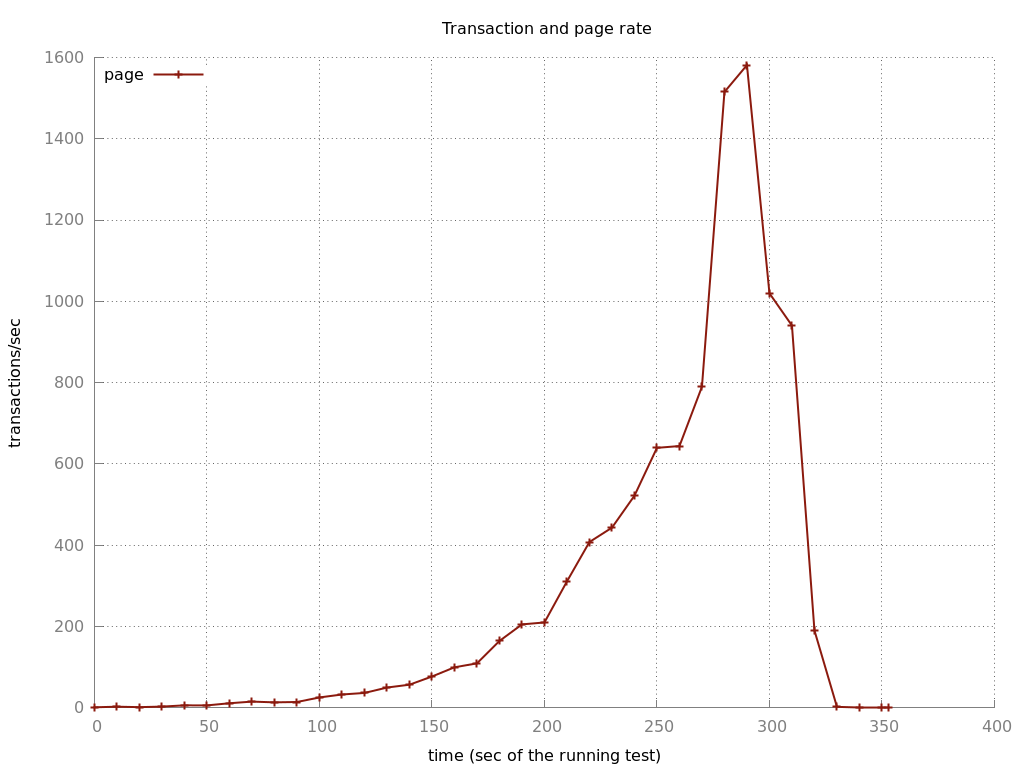 Transaction and page rate
page
1600
1400
1200
1000
800
600
400
200
0
transactions/sec
0 50 100 150 200 250 300 350 400
time (sec of the running test)